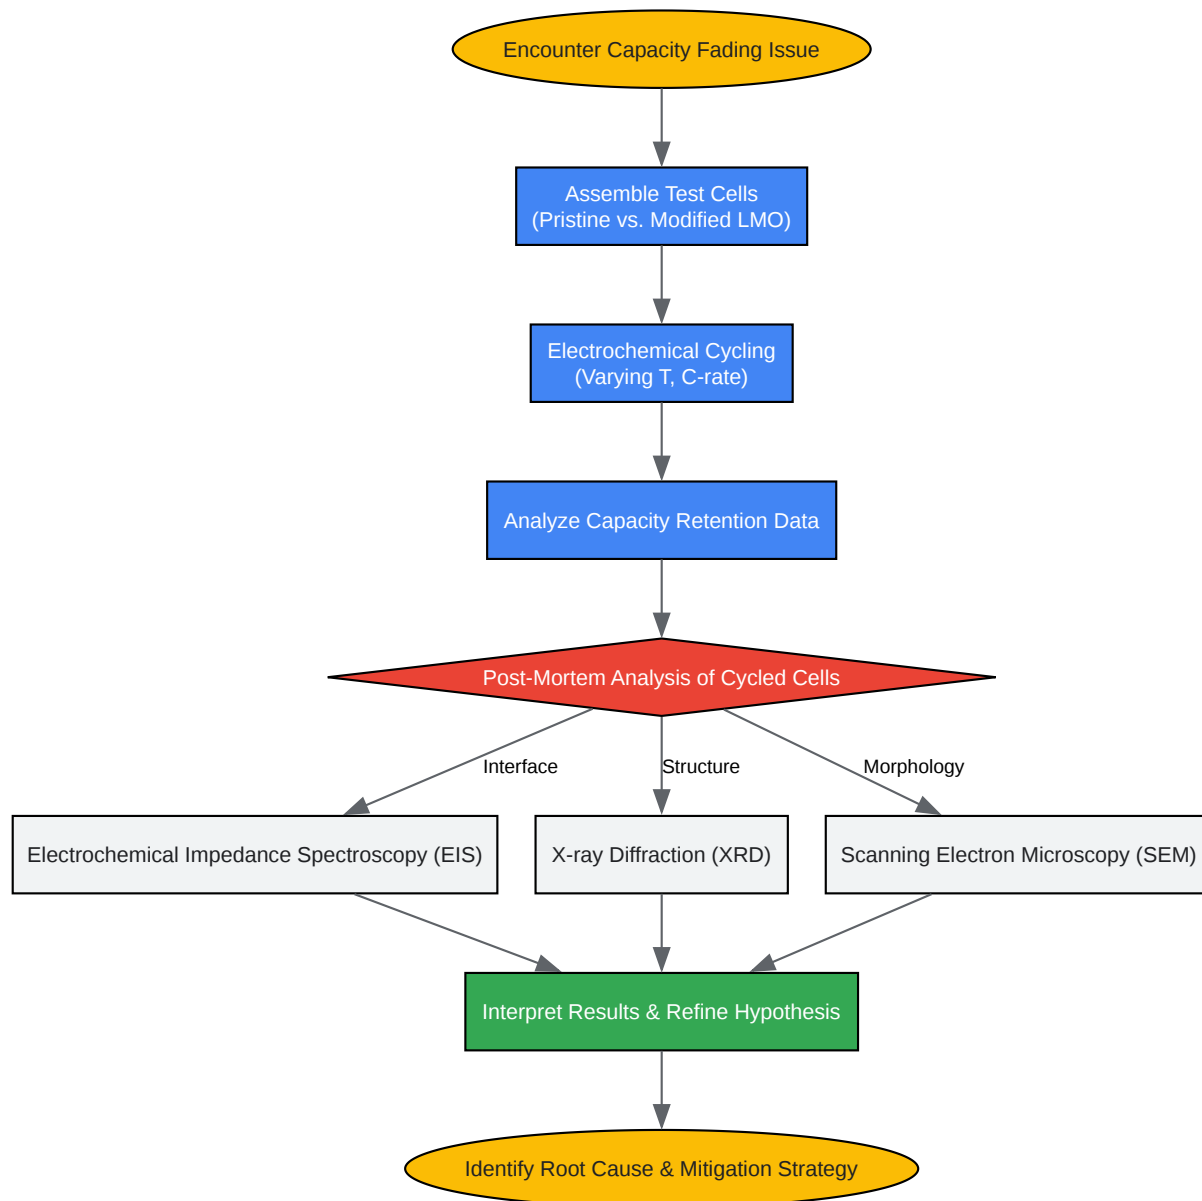 Encounter Capacity Fading Issue
Assemble Test Cells
(Pristine vs. Modified LMO)
Electrochemical Cycling
(Varying T, C-rate)
Analyze Capacity Retention Data
Post-Mortem Analysis of Cycled Cells
Interface
Structure
Morphology
Electrochemical Impedance Spectroscopy (EIS)
X-ray Diffraction (XRD)
Scanning Electron Microscopy (SEM)
Interpret Results & Refine Hypothesis
Identify Root Cause & Mitigation Strategy